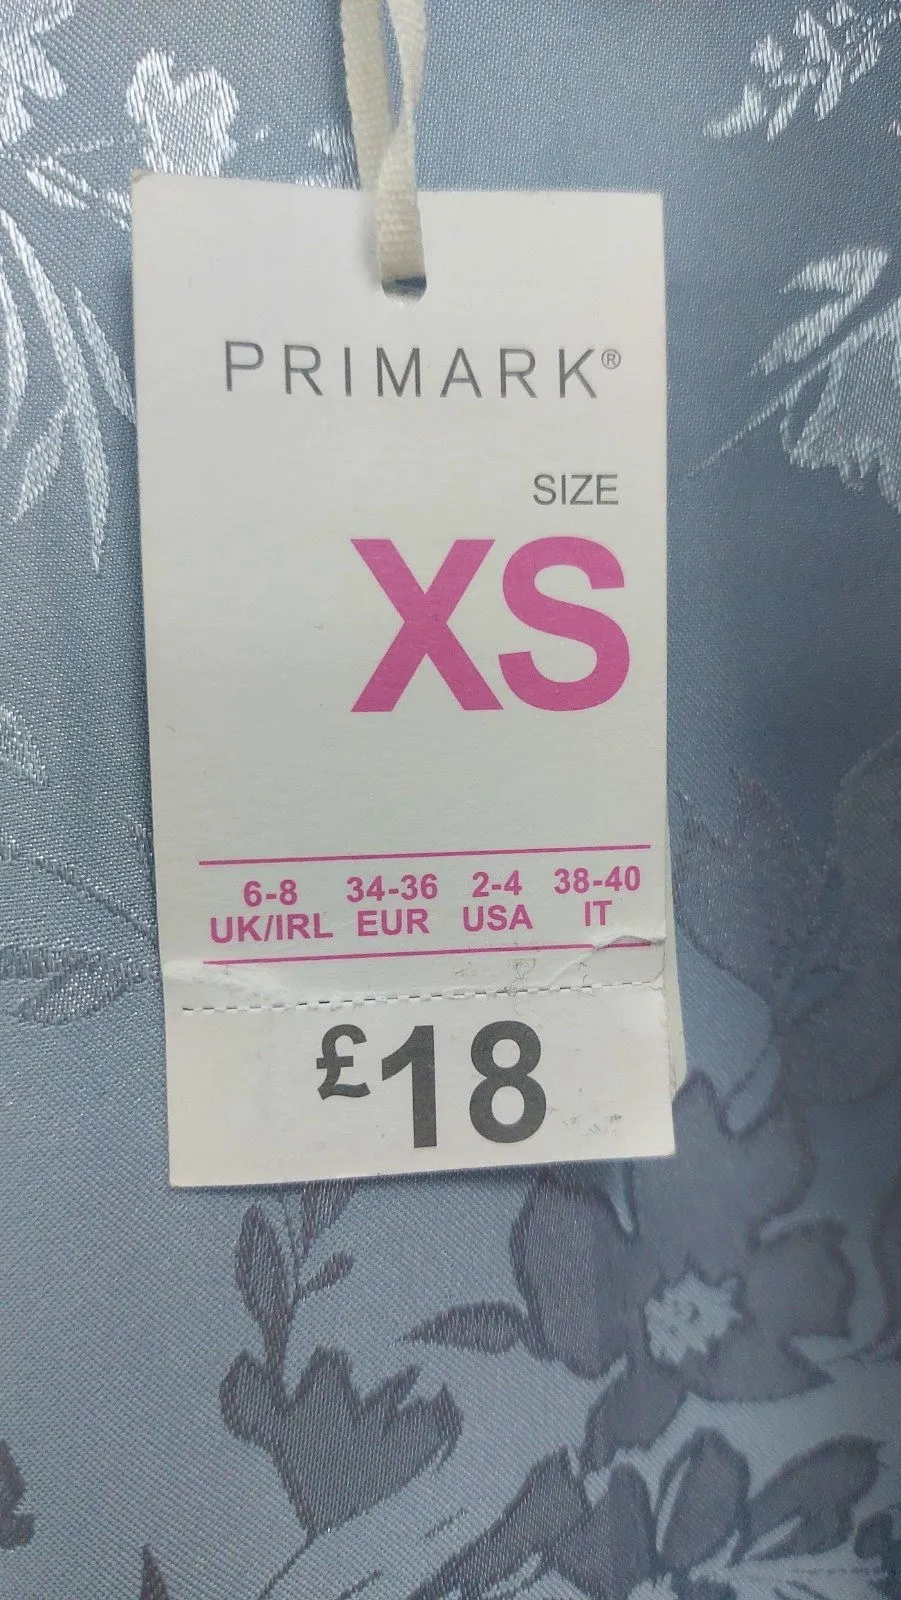 PRIMARK®
SIZE
XS
6-8 34-36 2-4 38-40
UK/IRL EUR USA IT
£18